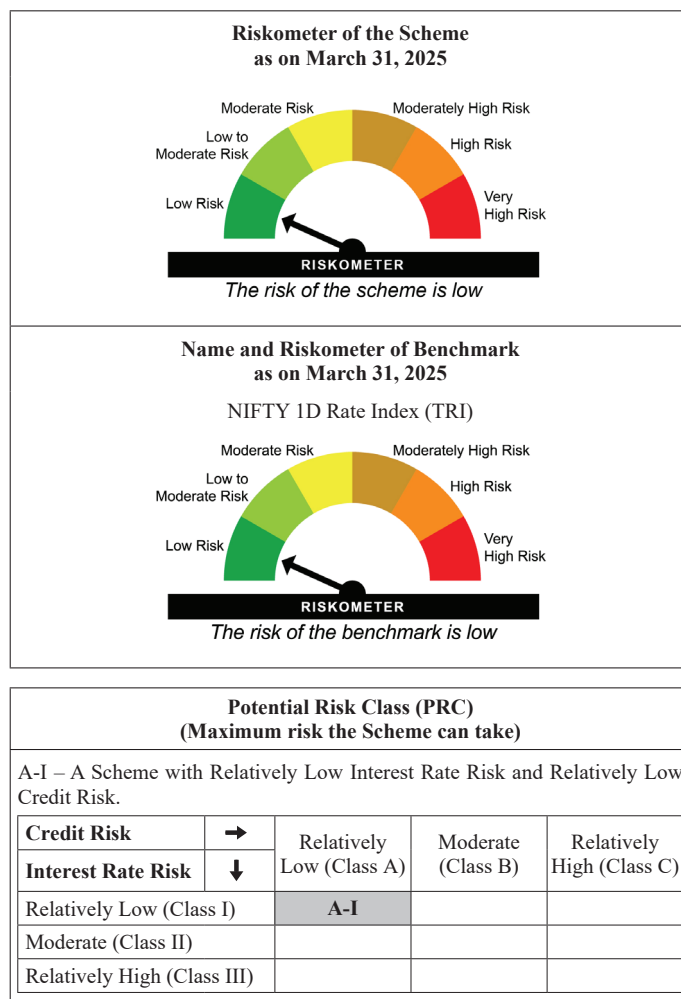 Riskometer of the Scheme
as on March 31, 2025
Moderate Risk
Moderately High Risk
Low to
Moderate Risk
High Risk
Low Risk
Very
High Risk
RISKOMETER
The risk of the scheme is low
Name and Riskometer of Benchmark
as on March 31, 2025
NIFTY 1D Rate Index (TRI)
Moderate Risk
Moderately High Risk
Low to
Moderate Risk
High Risk
Low Risk
Very
High Risk
RISKOMETER
The risk of the benchmark is low
Potential Risk Class (PRC)
(Maximum risk the Scheme can take)
A-I – A Scheme with Relatively Low Interest Rate Risk and Relatively Low
Credit Risk.
Credit Risk →
Interest Rate Risk ↓
Relatively
Low (Class A)
Moderate
(Class B)
Relatively
High (Class C)
Relatively Low (Class I) A-I
Moderate (Class II)
Relatively High (Class III)